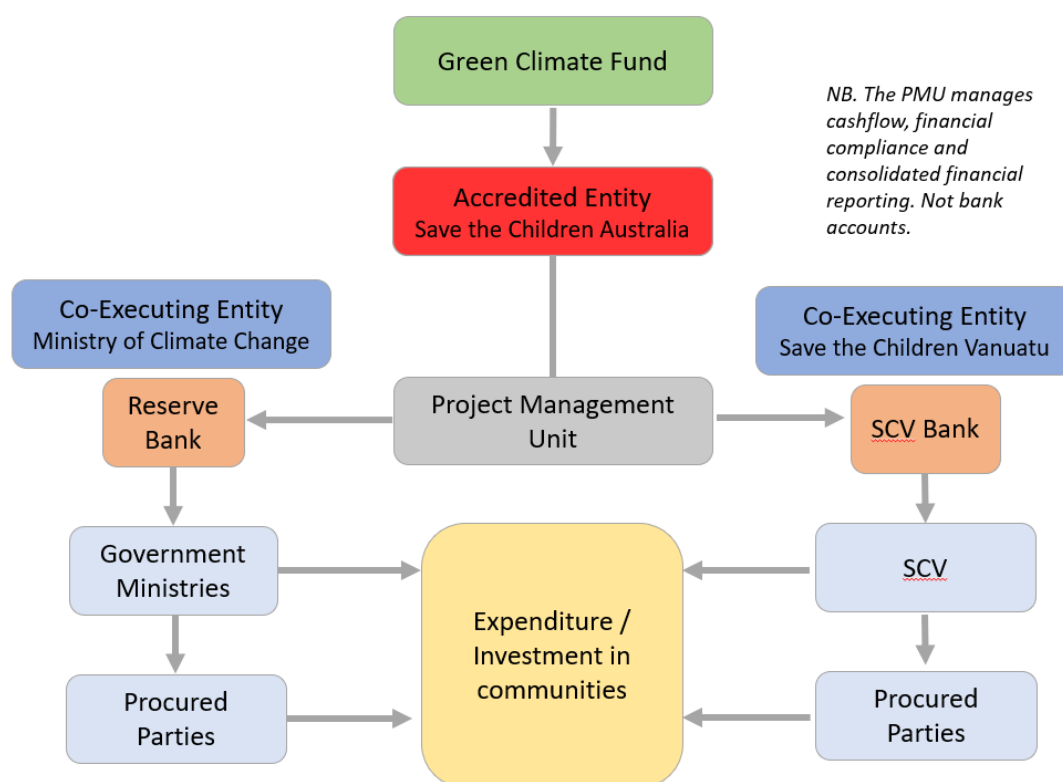 Green Climate Fund
NB. The PMU manages
cashflow, financial
compliance and
consolidated financial
reporting. Not bank
accounts.
Accredited Entity
Save the Children Australia
Co-Executing Entity
Ministry of Climate Change
Co-Executing Entity
Save the Children Vanuatu
Reserve
Bank
Project Management
Unit
SCV Bank
Government
Ministries
Expenditure /
Investment in
communities
SCV
Procured
Parties
Procured
Parties